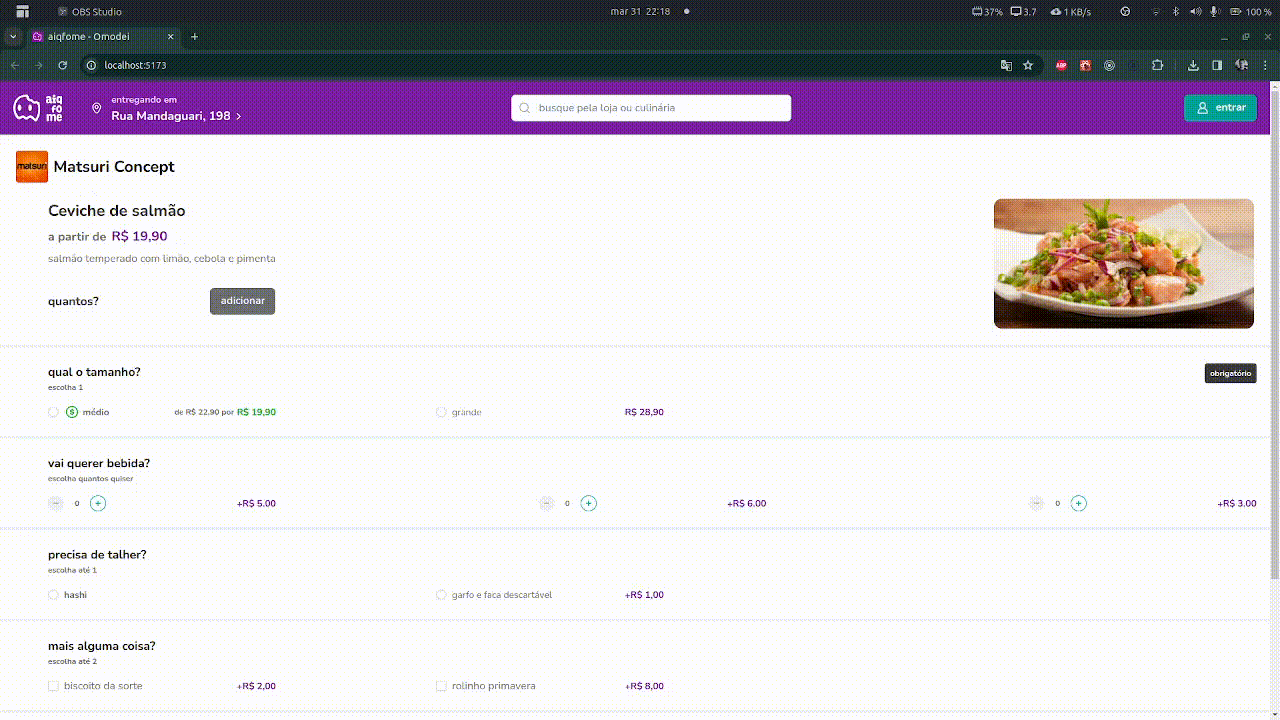 OBS Studio
mar 31 22:18
37%
3.7
1 KB/s
100 %
aiqfome - Omodei
localhost:5173
ABP
aiq
fo
me
entregando em
Rua Mandaguari, 198
busque pela loja ou culinária
entrar
matsuri
Matsuri Concept
Ceviche de salmão
a partir de R$ 19,90
salmão temperado com limão, cebola e pimenta
quantos?
adicionar
qual o tamanho?
obrigatório
escolha 1
$ médio de R$ 22,90 por R$ 19,90
grande R$ 28,90
vai querer bebida?
escolha quantos quiser
− 0 + +R$ 5,00
− 0 + +R$ 6,00
− 0 + +R$ 3,00
precisa de talher?
escolha até 1
hashi
garfo e faca descartável +R$ 1,00
mais alguma coisa?
escolha até 2
biscoito da sorte +R$ 2,00
rolinho primavera +R$ 8,00